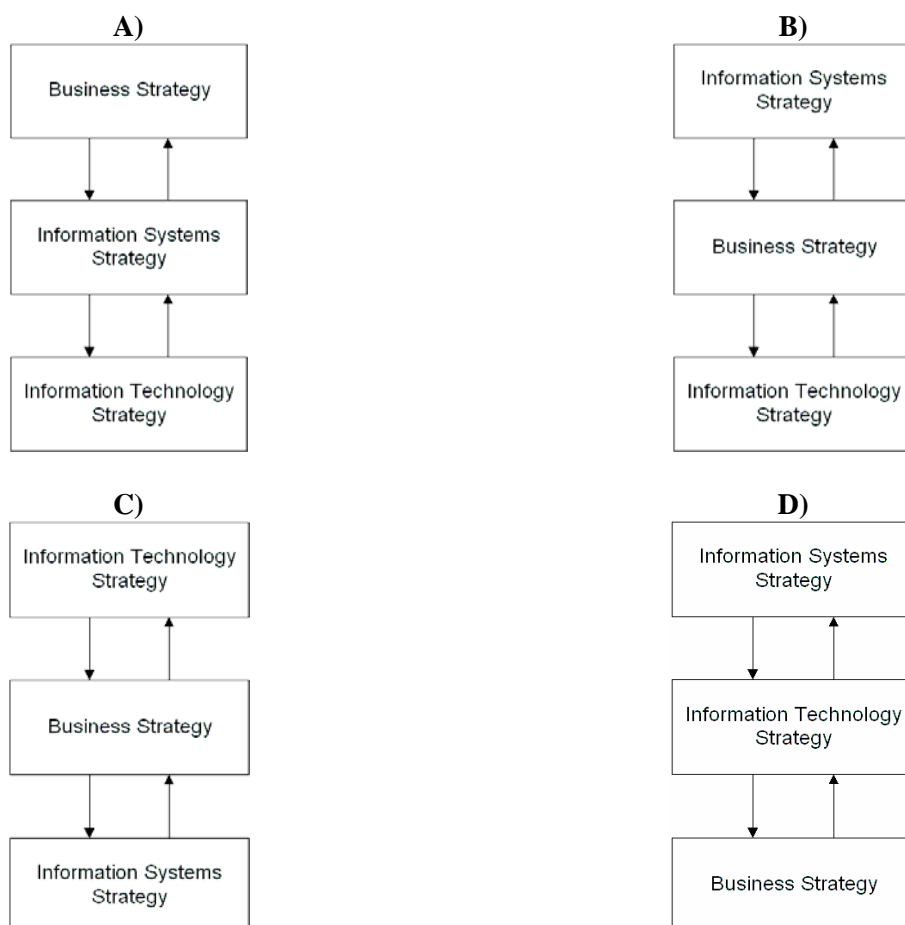 A)
Business Strategy
Information Systems
Strategy
Information Technology
Strategy
B)
Information Systems
Strategy
Business Strategy
Information Technology
Strategy
C)
Information Technology
Strategy
Business Strategy
Information Systems
Strategy
D)
Information Systems
Strategy
Information Technology
Strategy
Business Strategy